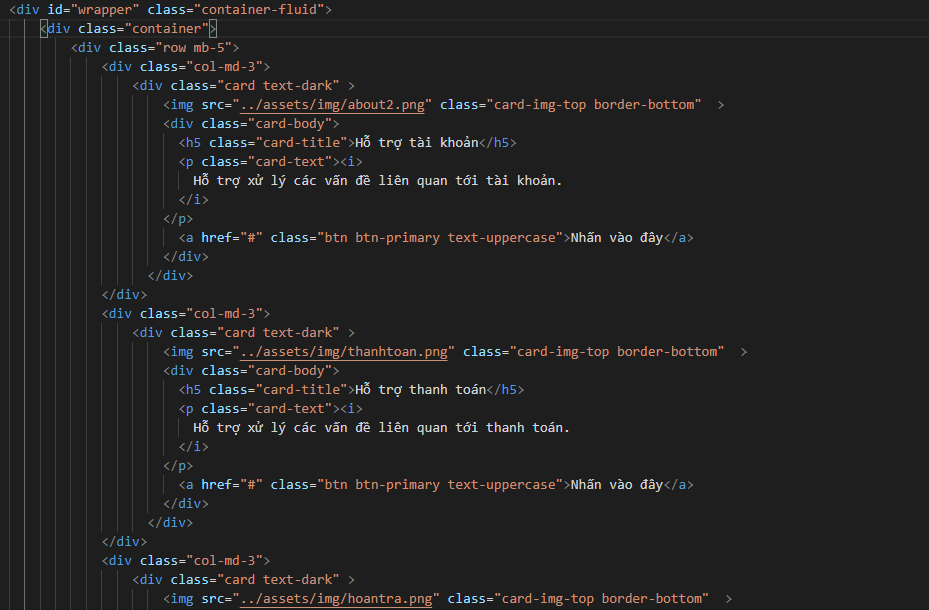 <div id="wrapper" class="container-fluid">
<div class="container">
<div class="row mb-5">
<div class="col-md-3">
<div class="card text-dark" >
<img src="../assets/img/about2.png" class="card-img-top border-bottom"  >
<div class="card-body">
<h5 class="card-title">Hỗ trợ tài khoản</h5>
<p class="card-text"><i>
Hỗ trợ xử lý các vấn đề liên quan tới tài khoản.
</i>
</p>
<a href="#" class="btn btn-primary text-uppercase">Nhấn vào đây</a>
</div>
</div>
</div>
<div class="col-md-3">
<div class="card text-dark" >
<img src="../assets/img/thanhtoan.png" class="card-img-top border-bottom"  >
<div class="card-body">
<h5 class="card-title">Hỗ trợ thanh toán</h5>
<p class="card-text"><i>
Hỗ trợ xử lý các vấn đề liên quan tới thanh toán.
</i>
</p>
<a href="#" class="btn btn-primary text-uppercase">Nhấn vào đây</a>
</div>
</div>
</div>
<div class="col-md-3">
<div class="card text-dark" >
<img src="../assets/img/hoantra.png" class="card-img-top border-bottom"  >